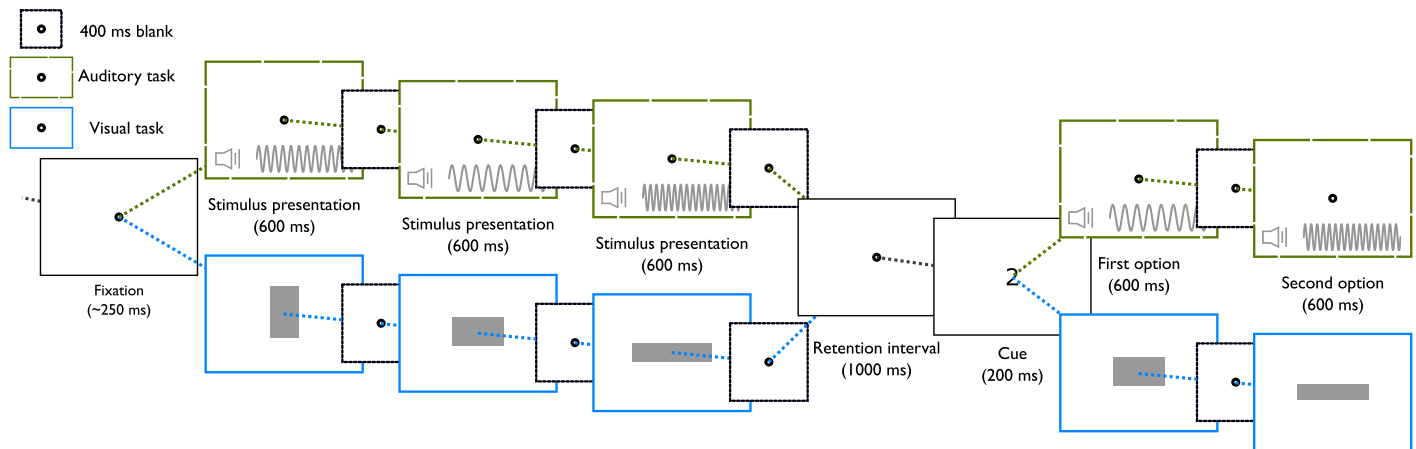 400 ms blank
Auditory task
Visual task
Fixation
(~250 ms)
Stimulus presentation
(600 ms)
Stimulus presentation
(600 ms)
Stimulus presentation
(600 ms)
Retention interval
(1000 ms)
2
Cue
(200 ms)
First option
(600 ms)
Second option
(600 ms)